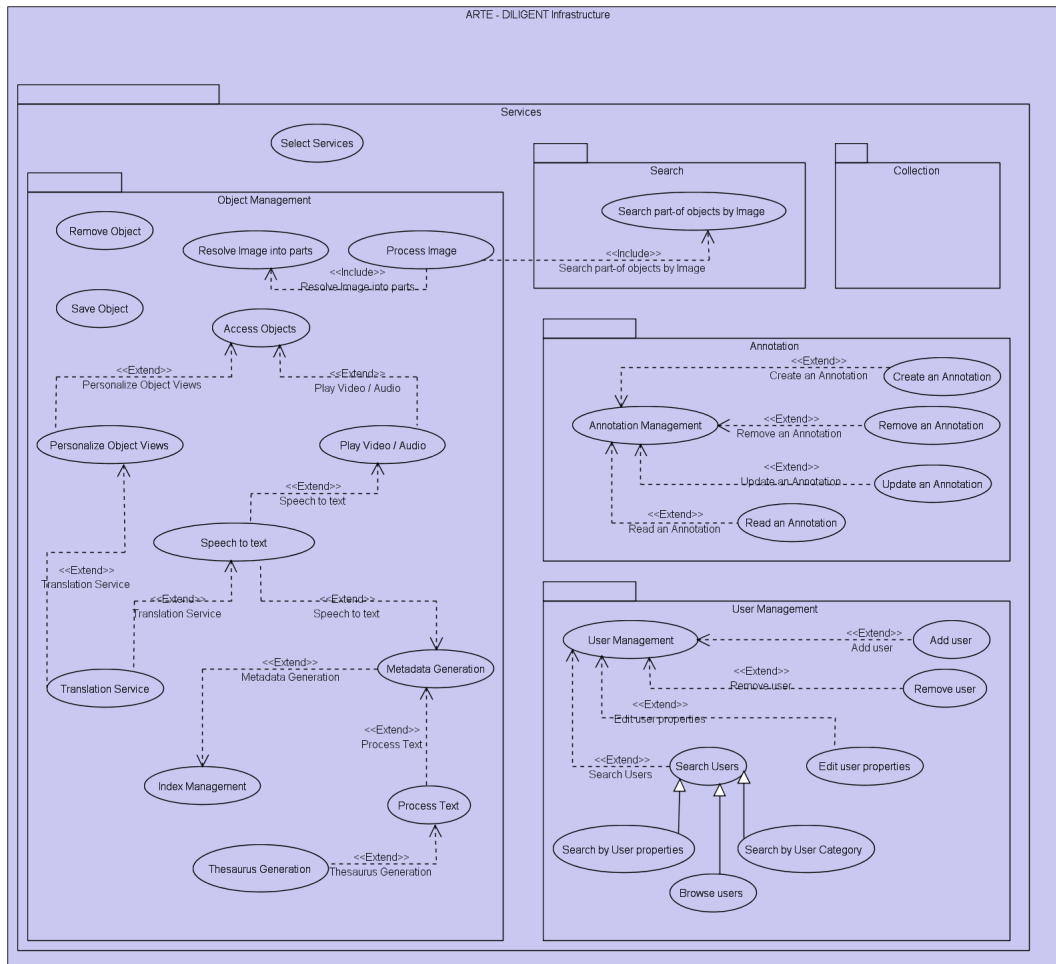 ARTE - DILIGENT Infrastructure
Services
Select Services
Object Management
Remove Object
Resolve Image into parts
Process Image
<<Include>>
Resolve Image into parts
Save Object
Access Objects
<<Extend>>
Personalize Object Views
<<Extend>>
Play Video / Audio
Personalize Object Views
Play Video / Audio
<<Extend>>
Speech to text
Speech to text
<<Extend>>
Translation Service
<<Extend>>
Translation Service
<<Extend>>
Speech to text
Translation Service
<<Extend>>
Metadata Generation
Metadata Generation
<<Extend>>
Process Text
Index Management
Process Text
Thesaurus Generation
<<Extend>>
Thesaurus Generation
Search
Search part-of objects by Image
<<Include>>
Search part-of objects by Image
Collection
Annotation
<<Extend>>
Create an Annotation
Create an Annotation
Annotation Management
<<Extend>>
Remove an Annotation
Remove an Annotation
<<Extend>>
Update an Annotation
Update an Annotation
<<Extend>>
Read an Annotation
Read an Annotation
User Management
User Management
<<Extend>>
Add user
Add user
<<Extend>>
Remove user
Remove user
<<Extend>>
Edit user properties
Edit user properties
<<Extend>>
Search Users
Search Users
Search by User properties
Search by User Category
Browse users